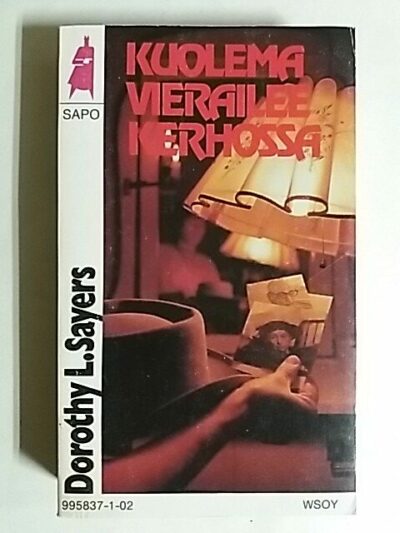 KUOLEMA
VIERAILEE
KERHOSSA
SAPO
Dorothy L. Sayers
995837-1-02
WSOY